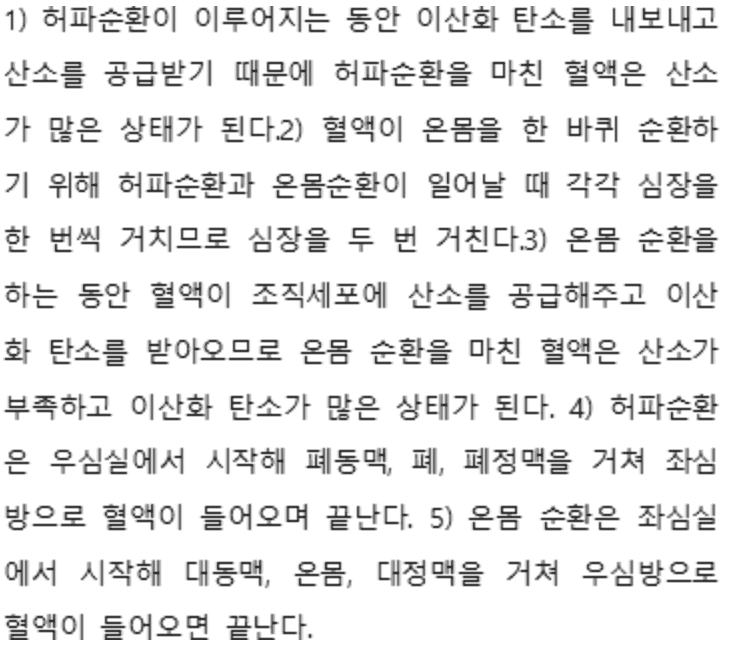 1) 허파순환이 이루어지는 동안 이산화 탄소를 내보내고
산소를 공급받기 때문에 허파순환을 마친 혈액은 산소
가 많은 상태가 된다.2) 혈액이 온몸을 한 바퀴 순환하
기 위해 허파순환과 온몸순환이 일어날 때 각각 심장을
한 번씩 거치므로 심장을 두 번 거친다.3) 온몸 순환을
하는 동안 혈액이 조직세포에 산소를 공급해주고 이산
화 탄소를 받아오므로 온몸 순환을 마친 혈액은 산소가
부족하고 이산화 탄소가 많은 상태가 된다. 4) 허파순환
은 우심실에서 시작해 폐동맥, 폐, 폐정맥을 거쳐 좌심
방으로 혈액이 들어오며 끝난다. 5) 온몸 순환은 좌심실
에서 시작해 대동맥, 온몸, 대정맥을 거쳐 우심방으로
혈액이 들어오면 끝난다.